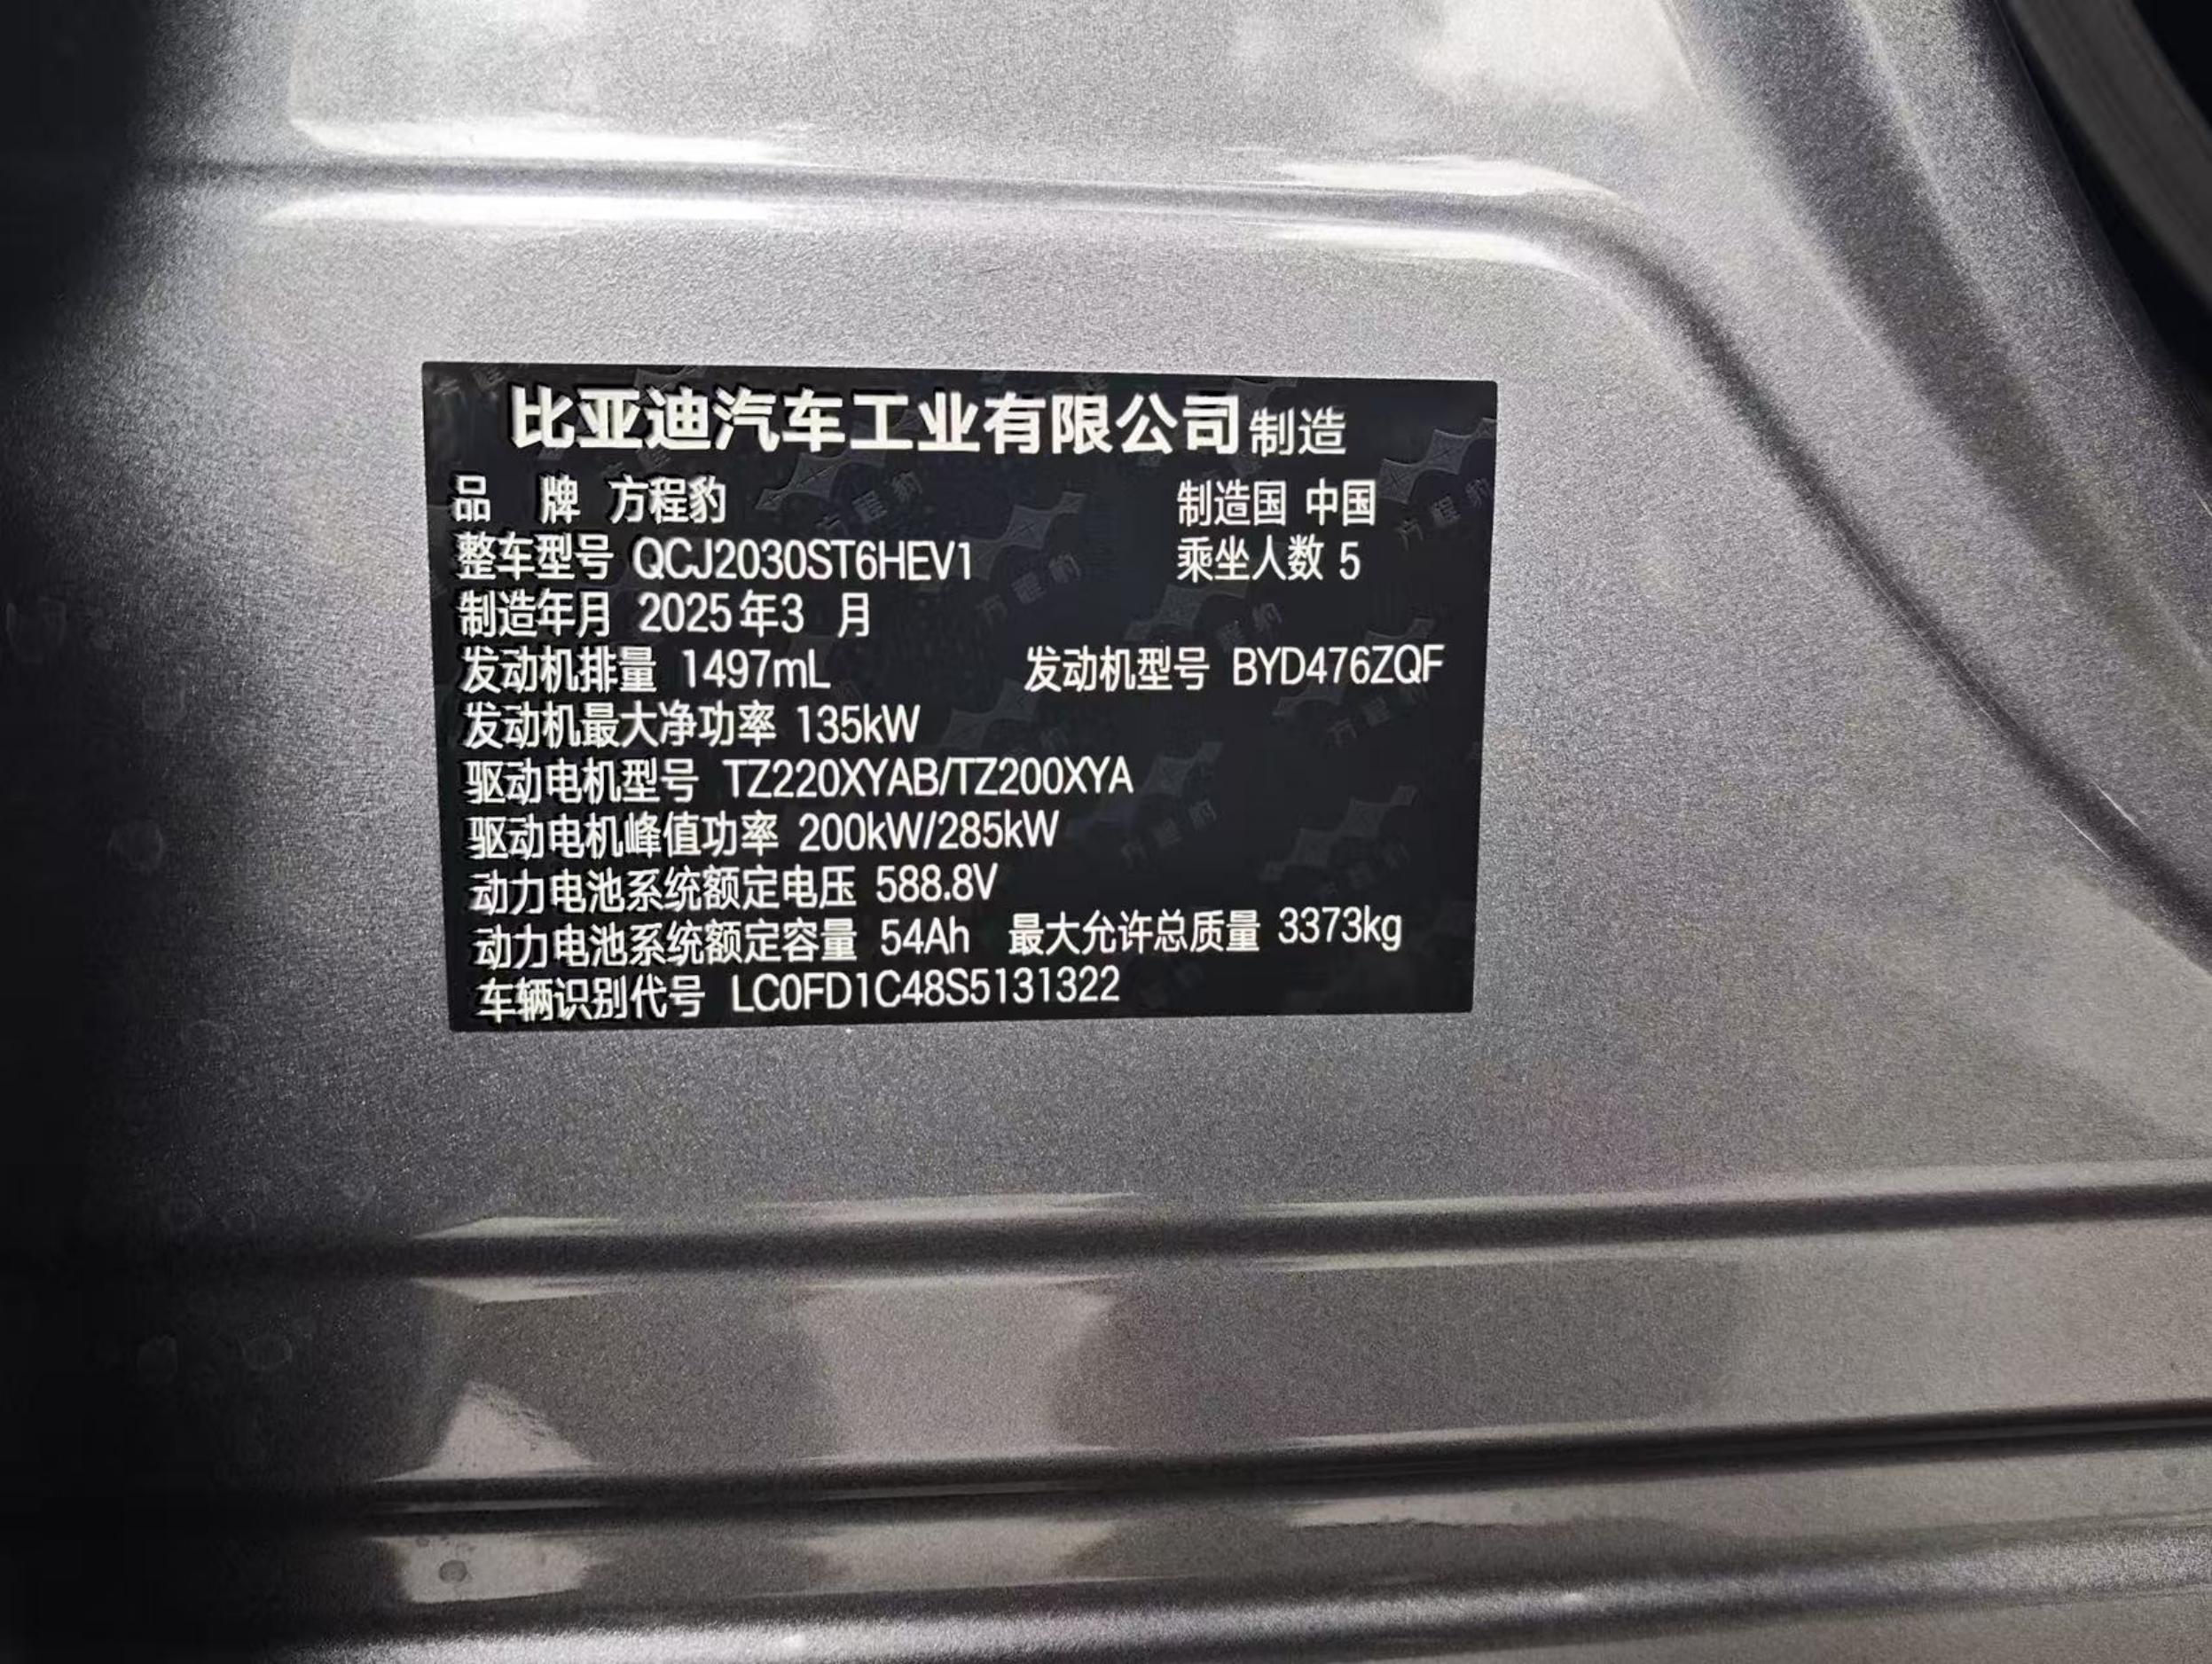 比亚迪汽车工业有限公司制造
品 牌 方程豹 制造国 中国
整车型号 QCJ2030ST6HEV1 乘坐人数 5
制造年月 2025年3 月
发动机排量 1497mL 发动机型号 BYD476ZQF
发动机最大净功率 135kW
驱动电机型号 TZ220XYAB/TZ200XYA
驱动电机峰值功率 200kW/285kW
动力电池系统额定电压 588.8V
动力电池系统额定容量 54Ah 最大允许总质量 3373kg
车辆识别代号 LC0FD1C48S5131322